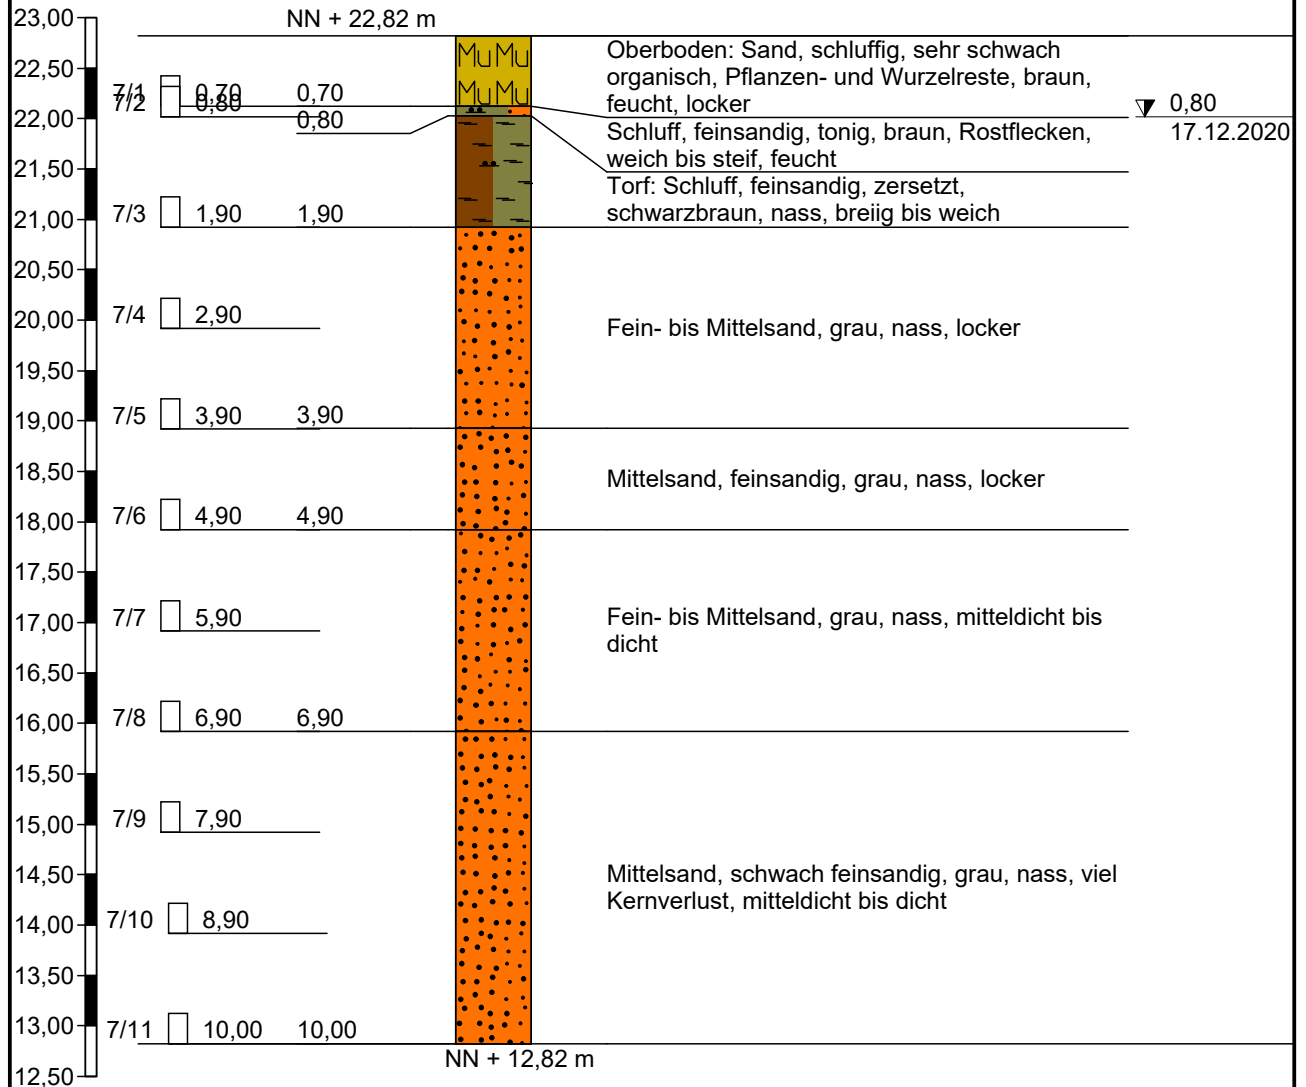 23,00
NN + 22,82 m
22,50
22,00
21,50
21,00
20,50
20,00
19,50
19,00
18,50
18,00
17,50
17,00
16,50
16,00
15,50
15,00
14,50
14,00
13,50
13,00
12,50
7/1 0,70 0,70
7/2 0,80 0,80
7/3 1,90 1,90
7/4 2,90
7/5 3,90 3,90
7/6 4,90 4,90
7/7 5,90
7/8 6,90 6,90
7/9 7,90
7/10 8,90
7/11 10,00 10,00
Mu Mu
Mu Mu
Oberboden: Sand, schluffig, sehr schwach
organisch, Pflanzen- und Wurzelreste, braun,
feucht, locker
Schluff, feinsandig, tonig, braun, Rostflecken,
weich bis steif, feucht
Torf: Schluff, feinsandig, zersetzt,
schwarzbraun, nass, breiig bis weich
Fein- bis Mittelsand, grau, nass, locker
Mittelsand, feinsandig, grau, nass, locker
Fein- bis Mittelsand, grau, nass, mitteldicht bis
dicht
Mittelsand, schwach feinsandig, grau, nass, viel
Kernverlust, mitteldicht bis dicht
0,80
17.12.2020
NN + 12,82 m